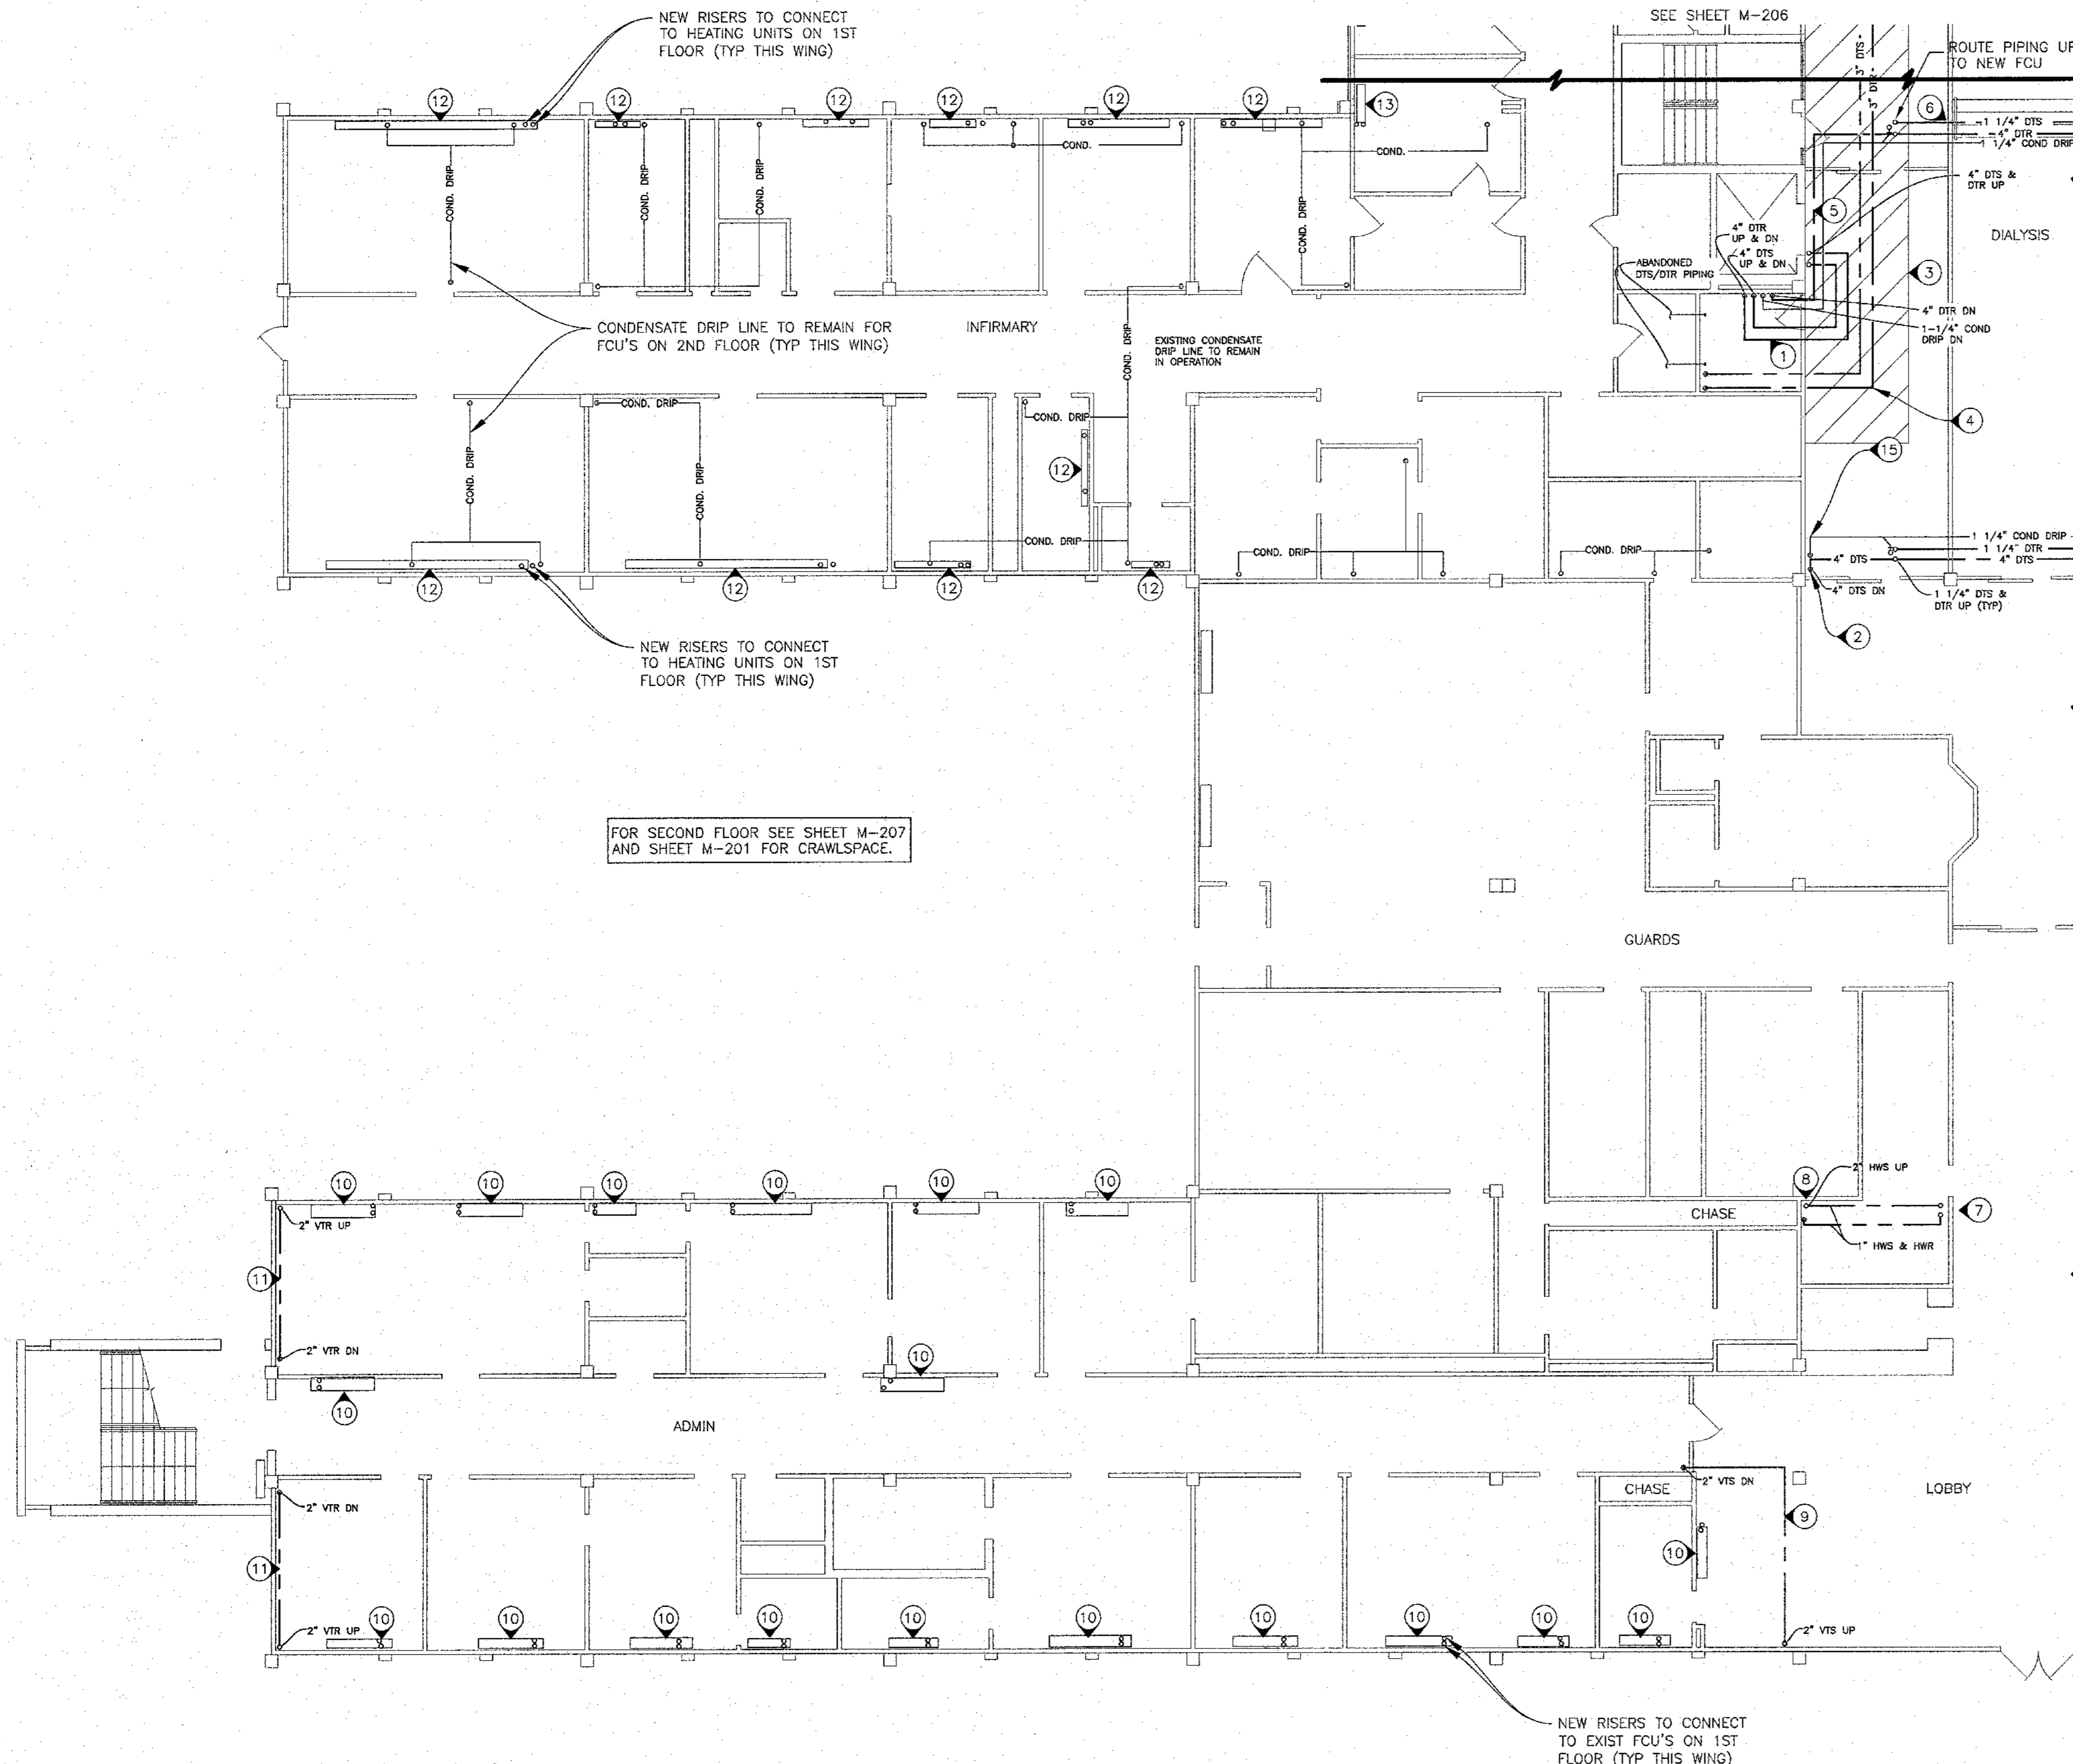 SEE SHEET M-206
NEW RISERS TO CONNECT
TO HEATING UNITS ON 1ST
FLOOR (TYP THIS WING)
ROUTE PIPING UP
TO NEW FCU
3" DTS
3" DTR
12
12
12
12
12
12
13
6
1 1/4" DTS
4" DTR
1 1/4" COND DRIP
COND. DRIP
COND. DRIP
COND. DRIP
COND.
COND.
COND. DRIP
4" DTS &
DTR UP
5
DIALYSIS
4" DTR
UP & DN
4" DTS
UP & DN
ABANDONED
DTS/DTR PIPING
3
4" DTR DN
1-1/4" COND
DRIP DN
1
CONDENSATE DRIP LINE TO REMAIN FOR
FCU'S ON 2ND FLOOR (TYP THIS WING)
INFIRMARY
COND. DRIP
EXISTING CONDENSATE
DRIP LINE TO REMAIN
IN OPERATION
4
COND. DRIP
COND. DRIP
15
COND. DRIP
COND. DRIP
12
1 1/4" COND DRIP
1 1/4" DTR
4" DTS
4" DTS
COND. DRIP
COND. DRIP
COND. DRIP
4" DTS DN
1 1/4" DTS &
DTR UP (TYP)
12
12
12
12
2
NEW RISERS TO CONNECT
TO HEATING UNITS ON 1ST
FLOOR (TYP THIS WING)
FOR SECOND FLOOR SEE SHEET M-207
AND SHEET M-201 FOR CRAWLSPACE.
GUARDS
2" HWS UP
8
10
10
10
10
10
10
7
CHASE
2" VTR UP
1" HWS & HWR
11
2" VTR DN
10
10
ADMIN
2" VTS DN
CHASE
LOBBY
2" VTR DN
9
10
11
2" VTR UP
10
10
10
10
10
10
10
10
10
10
2" VTS UP
NEW RISERS TO CONNECT
TO EXIST FCU'S ON 1ST
FLOOR (TYP THIS WING)